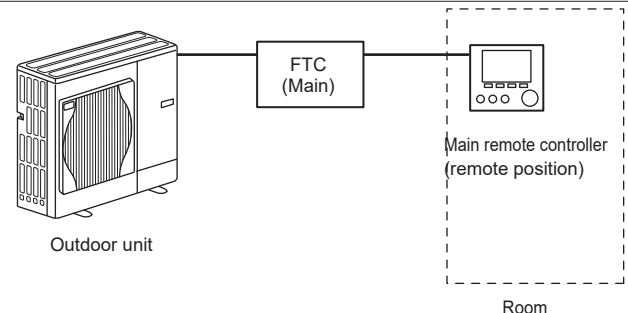 FTC
(Main)
Main remote controller
(remote position)
Outdoor unit
Room